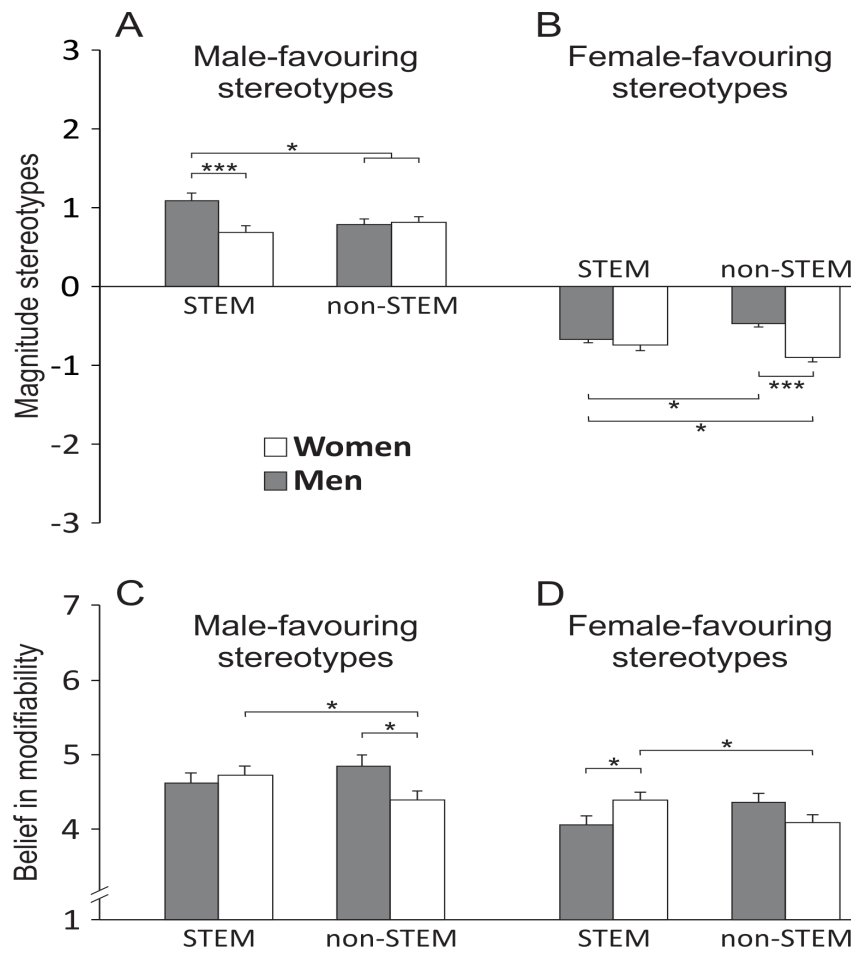 A
Male-favouring
stereotypes
B
Female-favouring
stereotypes
Magnitude stereotypes
3
2
1
0
-1
-2
-3
*
***
STEM
non-STEM
STEM
non-STEM
***
*
*
Women
Men
C
Male-favouring
stereotypes
D
Female-favouring
stereotypes
Belief in modifiability
7
6
5
4
1
*
*
*
*
STEM
non-STEM
STEM
non-STEM